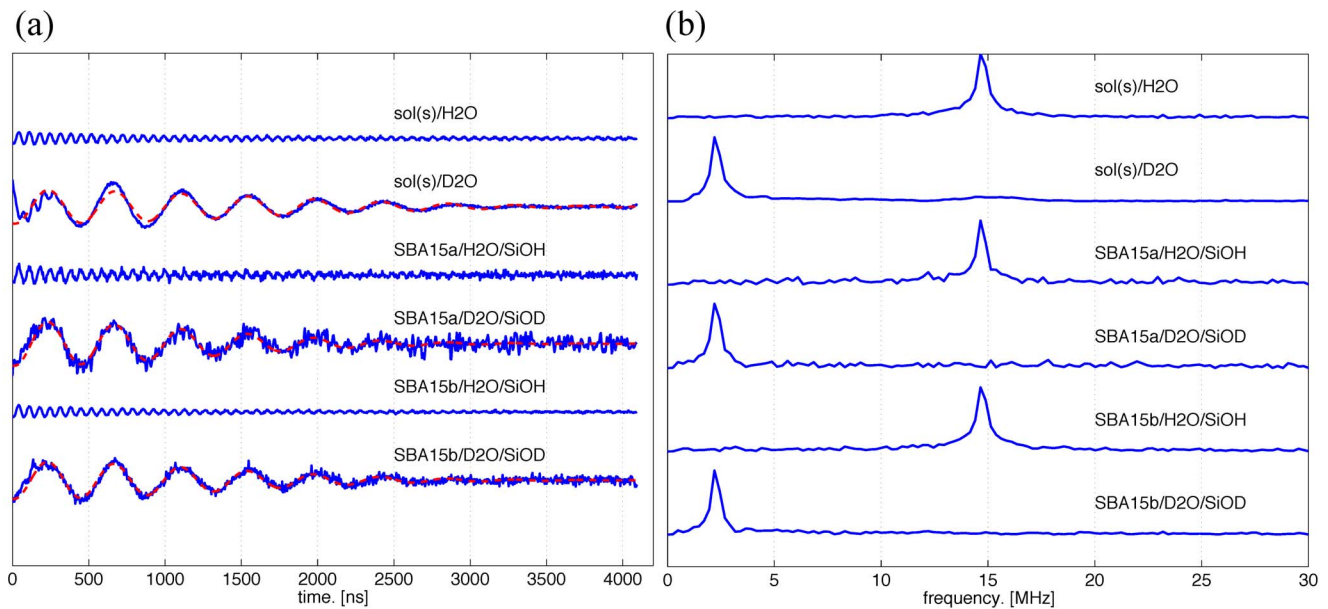 (a)
sol(s)/H2O
sol(s)/D2O
SBA15a/H2O/SiOH
SBA15a/D2O/SiOD
SBA15b/H2O/SiOH
SBA15b/D2O/SiOD
0 500 1000 1500 2000 2500 3000 3500 4000
time. [ns]
(b)
sol(s)/H2O
sol(s)/D2O
SBA15a/H2O/SiOH
SBA15a/D2O/SiOD
SBA15b/H2O/SiOH
SBA15b/D2O/SiOD
0 5 10 15 20 25 30
frequency. [MHz]